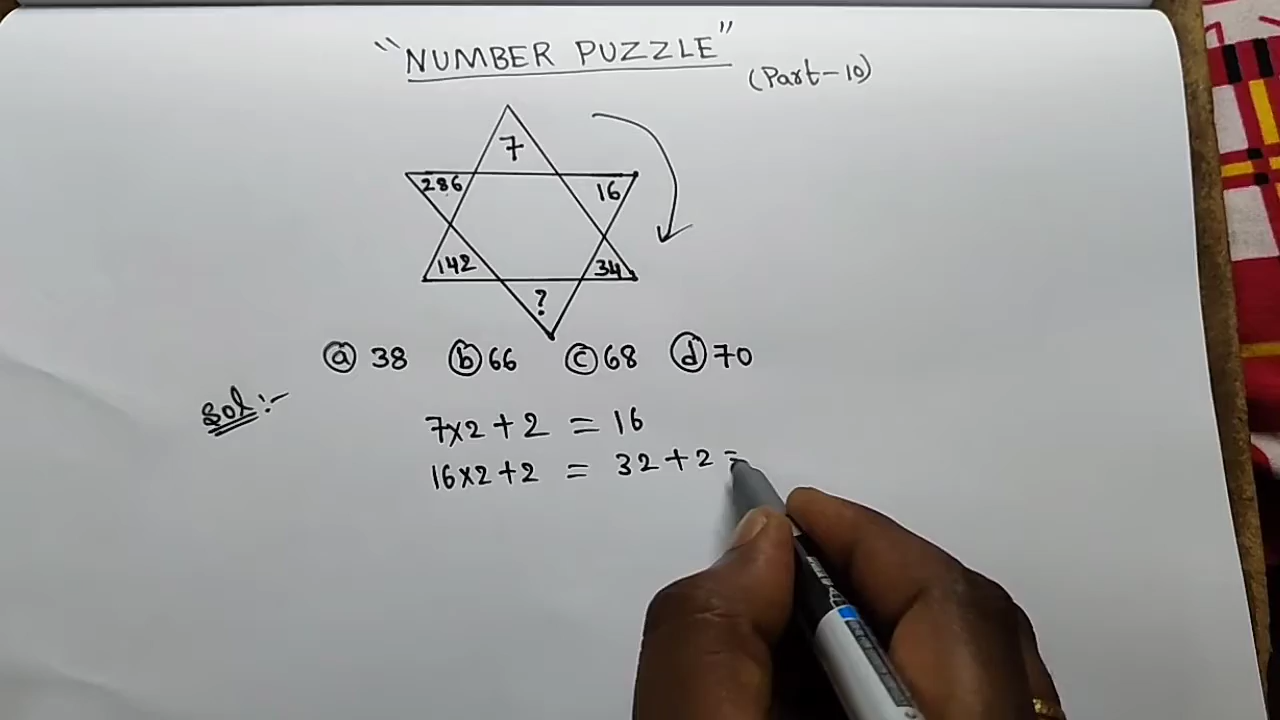 "NUMBER PUZZLE"
(Part-10)
7
286
16
142
34
?
ⓐ 38 ⓑ 66 ⓒ 68 ⓓ 70
Sol:-
7x2+2 = 16
16x2+2 = 32+2 =